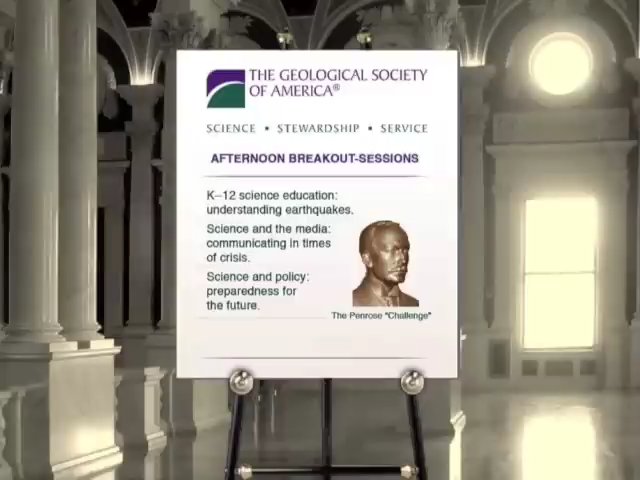 THE GEOLOGICAL SOCIETY
OF AMERICA®
SCIENCE • STEWARDSHIP • SERVICE
AFTERNOON BREAKOUT-SESSIONS
K–12 science education:
understanding earthquakes.
Science and the media:
communicating in times
of crisis.
Science and policy:
preparedness for
the future.
The Penrose "Challenge"